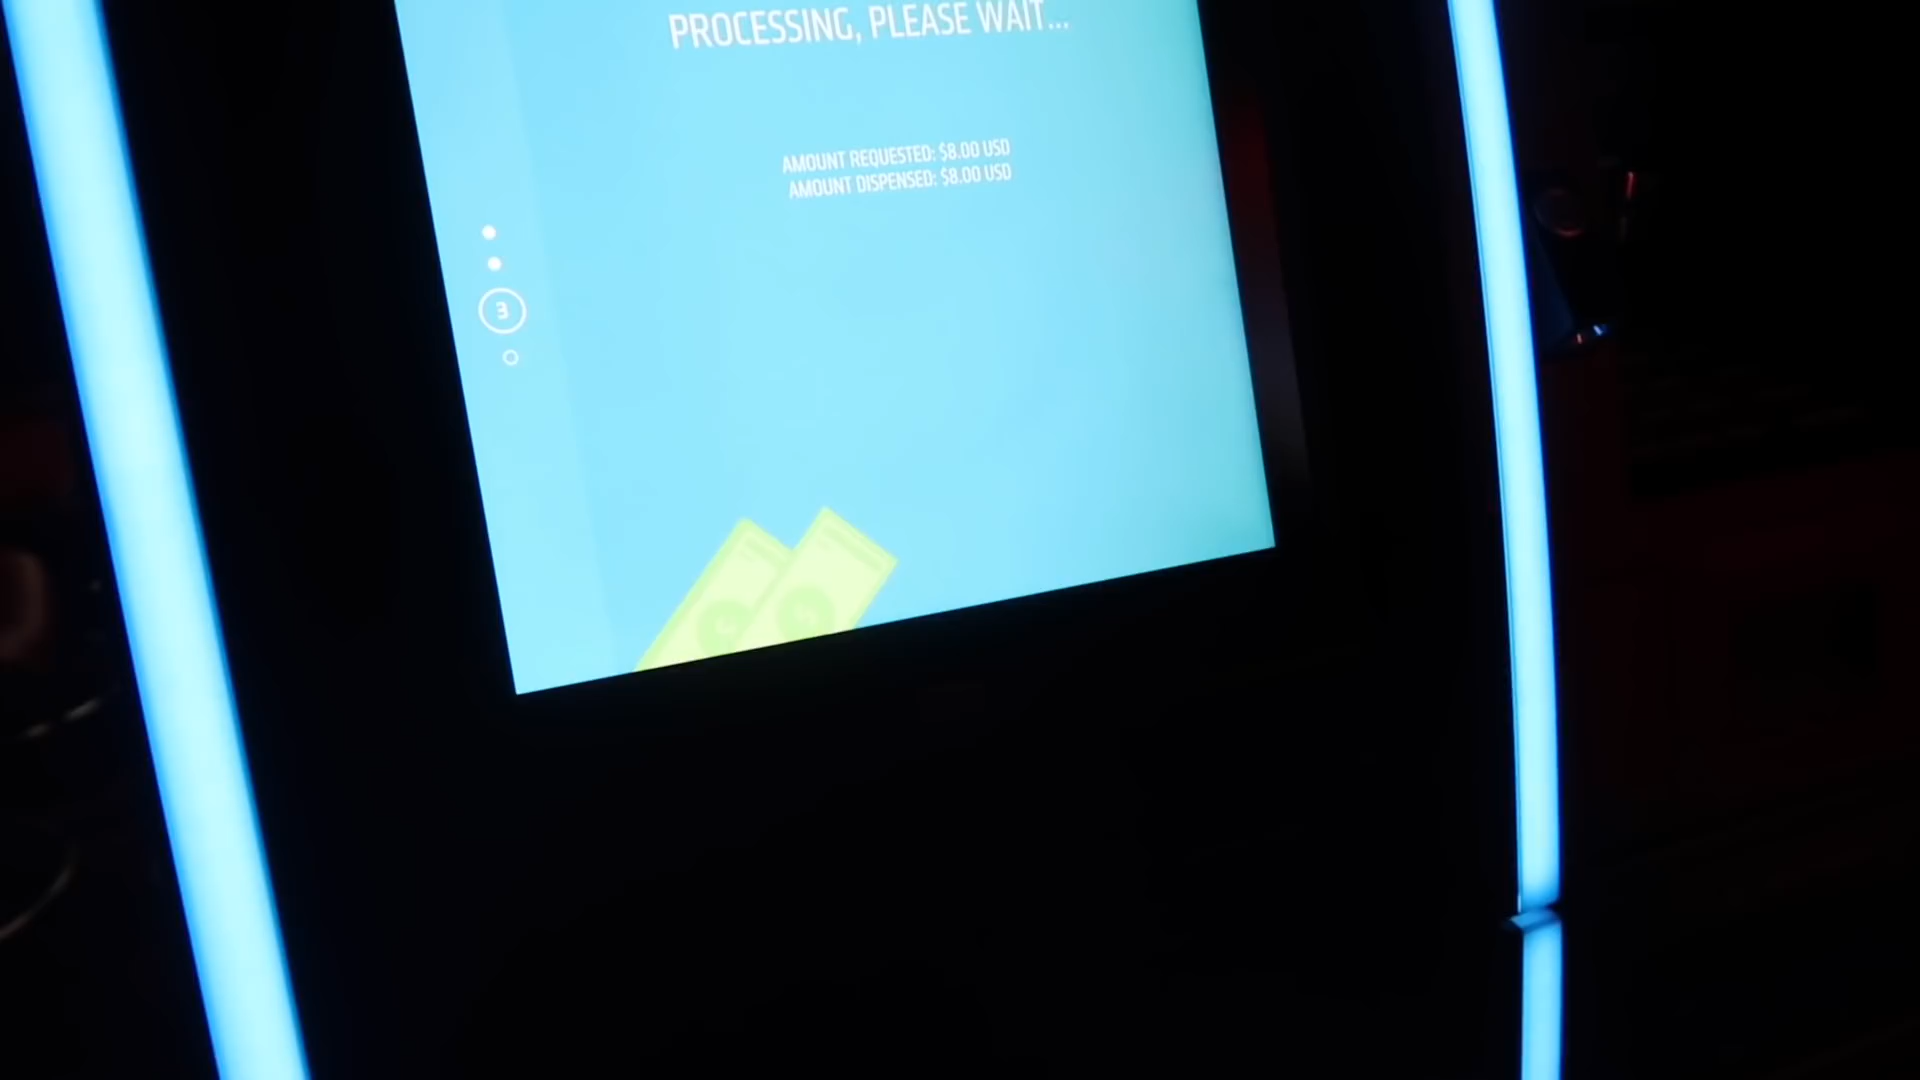 PROCESSING, PLEASE WAIT...
AMOUNT REQUESTED: $8.00 USD
AMOUNT DISPENSED: $8.00 USD
3